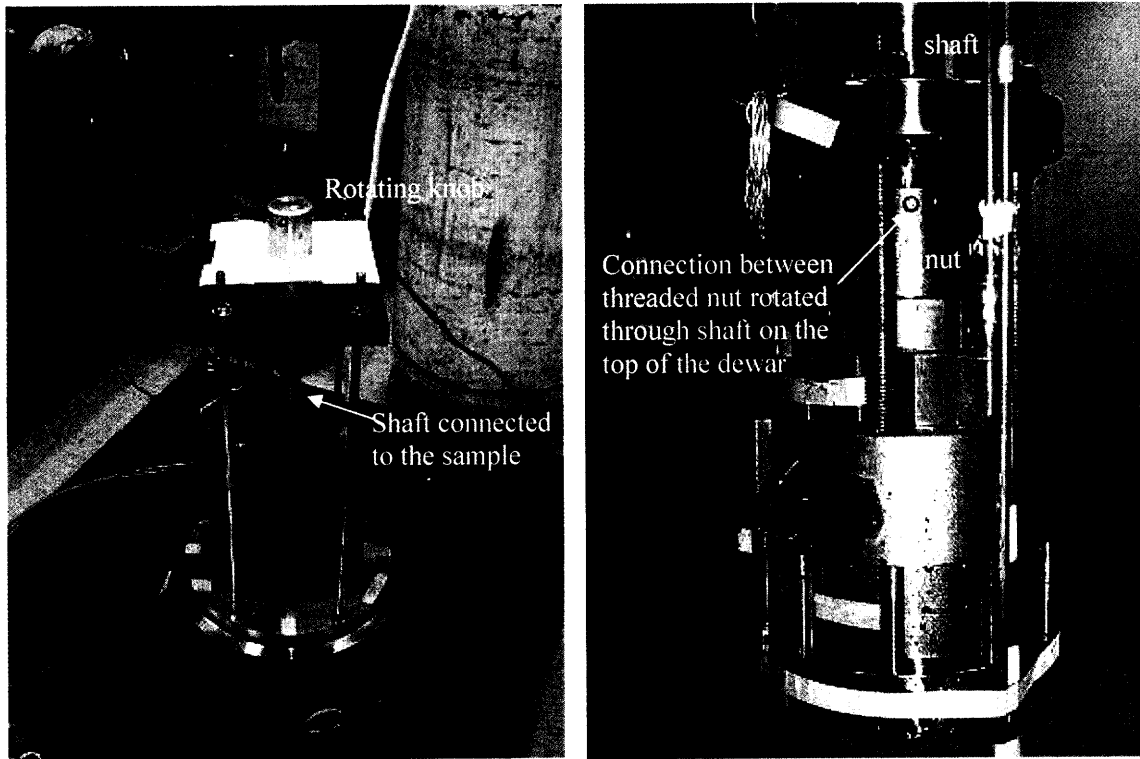 Rotating knob
Shaft connected
to the sample
shaft
nut
Connection between
threaded nut rotated
through shaft on the
top of the dewar